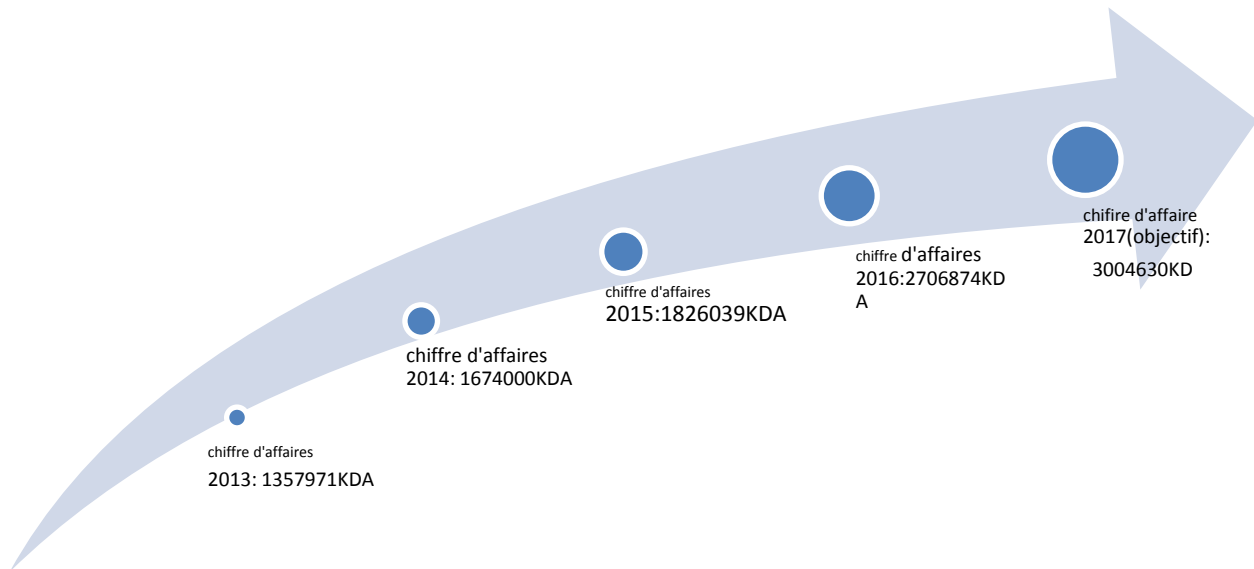 chiffre d'affaires
2013: 1357971KDA
chiffre d'affaires
2014: 1674000KDA
chiffre d'affaires
2015:1826039KDA
chiffre d'affaires
2016:2706874KD
A
chifire d'affaire
2017(objectif):
3004630KD